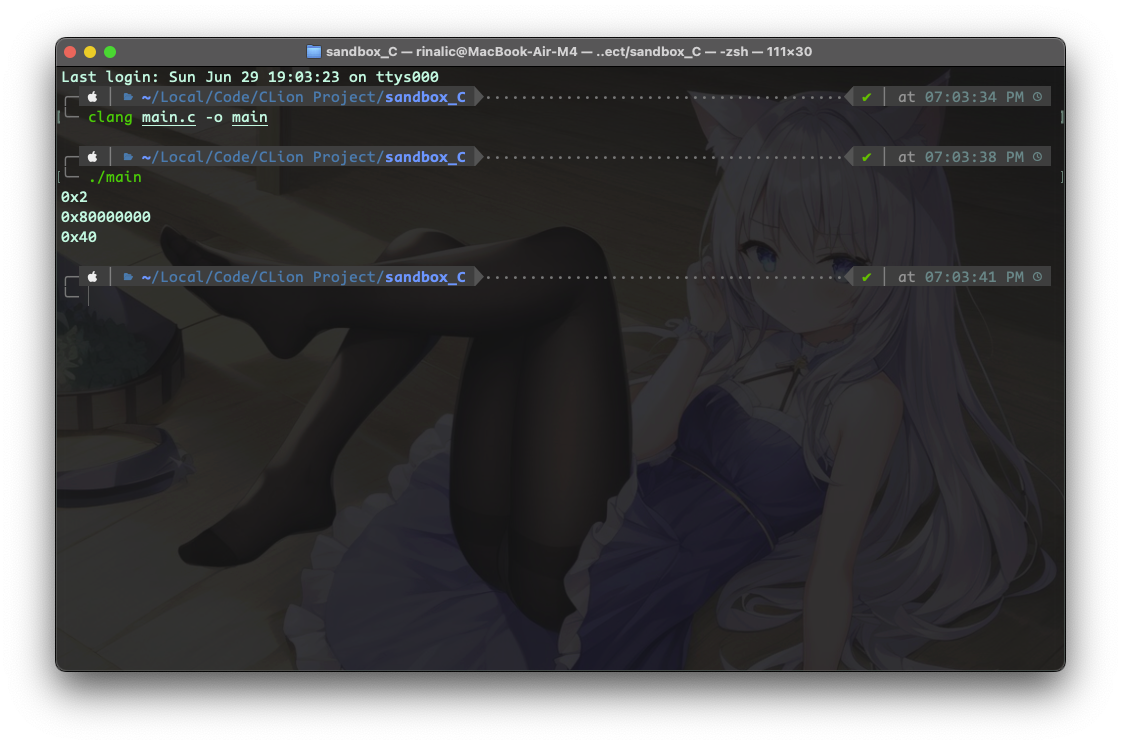 sandbox_C — rinalic@MacBook-Air-M4 — ..ect/sandbox_C — -zsh — 111×30
Last login: Sun Jun 29 19:03:23 on ttys000
~/Local/Code/CLion Project/sandbox_C ✔ at 07:03:34 PM
clang main.c -o main
~/Local/Code/CLion Project/sandbox_C ✔ at 07:03:38 PM
./main
0x2
0x80000000
0x40
~/Local/Code/CLion Project/sandbox_C ✔ at 07:03:41 PM